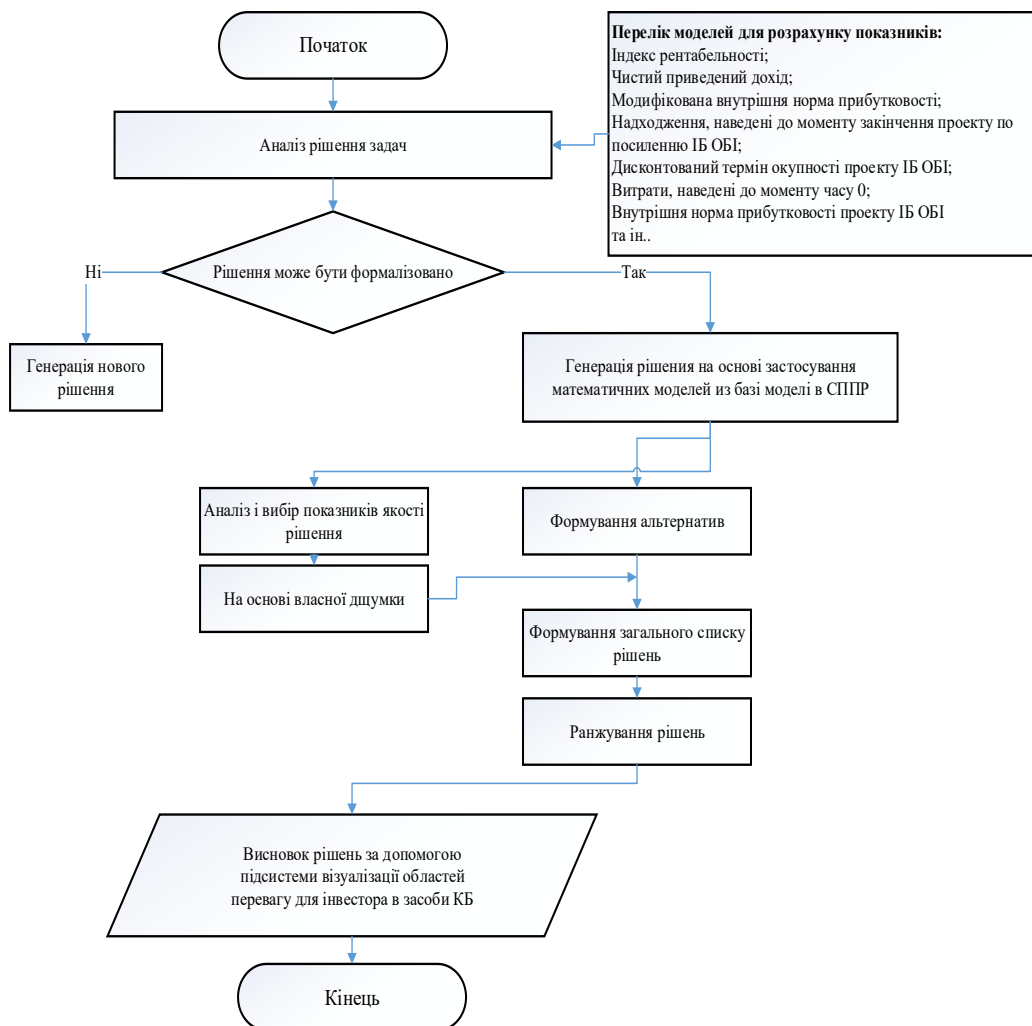 Початок
Перелік моделей для розрахунку показників:
Індекс рентабельності;
Чистий приведений дохід;
Модифікована внутрішня норма прибутковості;
Надходження, наведені до моменту закінчення проекту по
посиленню ІБ ОБІ;
Дисконтований термін окупності проекту ІБ ОБІ;
Витрати, наведені до моменту часу 0;
Внутрішня норма прибутковості проекту ІБ ОБІ
та ін..
Аналіз рішення задач
Рішення може бути формалізовано
Ні
Так
Генерація нового
рішення
Генерація рішения на основі застосування
математичних моделей из базі моделі в СППР
Аналіз і вибір показників якості
рішення
Формування альтернатив
На основі власної дщумки
Формування загального списку
рішень
Ранжування рішень
Висновок рішень за допомогою
підсистеми візуалізації областей
перевагу для інвестора в засоби КБ
Кінець